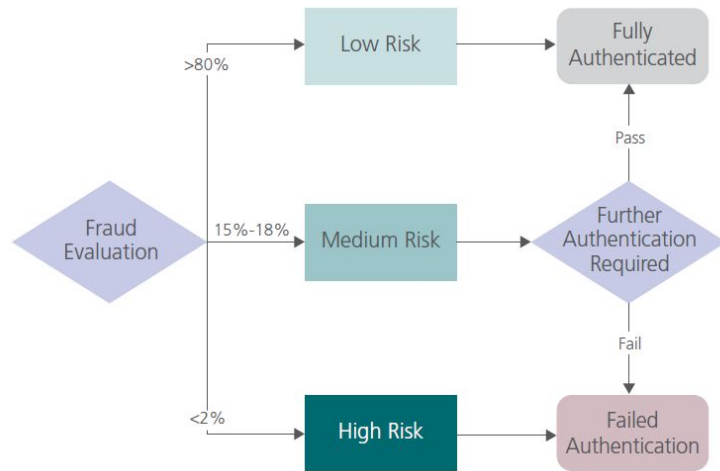 >80%
Low Risk
Fully
Authenticated
Pass
Fraud
Evaluation
15%-18%
Medium Risk
Further
Authentication
Required
Fail
<2%
High Risk
Failed
Authentication